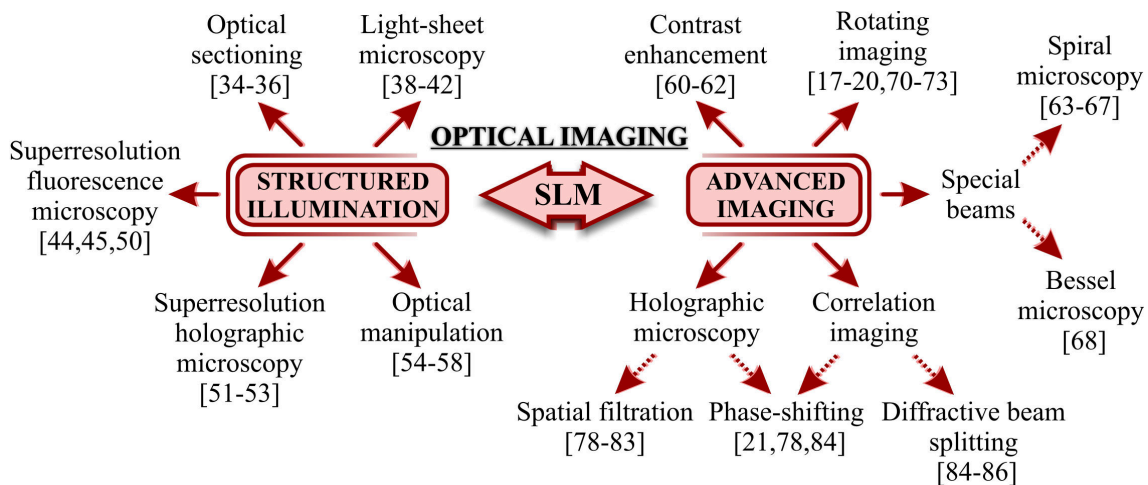 Optical
sectioning
[34-36]
Light-sheet
microscopy
[38-42]
Contrast
enhancement
[60-62]
Rotating
imaging
[17-20,70-73]
Spiral
microscopy
[63-67]
OPTICAL IMAGING
Superresolution
fluorescence
microscopy
[44,45,50]
STRUCTURED
ILLUMINATION
SLM
ADVANCED
IMAGING
Special
beams
Superresolution
holographic
microscopy
[51-53]
Optical
manipulation
[54-58]
Holographic
microscopy
Correlation
imaging
Bessel
microscopy
[68]
Spatial filtration
[78-83]
Phase-shifting
[21,78,84]
Diffractive beam
splitting
[84-86]